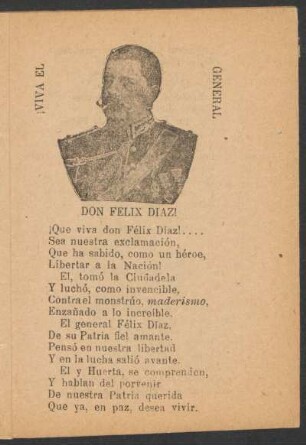 ¡VIVA EL
GENERAL
DON FELIX DIAZ!
¡Que viva don Félix Díaz!....
Sea nuestra exclamación,
Que ha sabido, como un héroe,
Libertar a la Nación!
El, tomó la Ciudadela
Y luchó, como invencible,
Contra el monstrúo, maderismo,
Enzañado a lo increíble.
El general Félix Díaz,
De su Patria fiel amante.
Pensó en nuestra libertad
Y en la lucha salió avante.
El y Huerta, se comprenden,
Y hablan del porvenir
De nuestra Patria querida
Que ya, en paz, desea vivir.